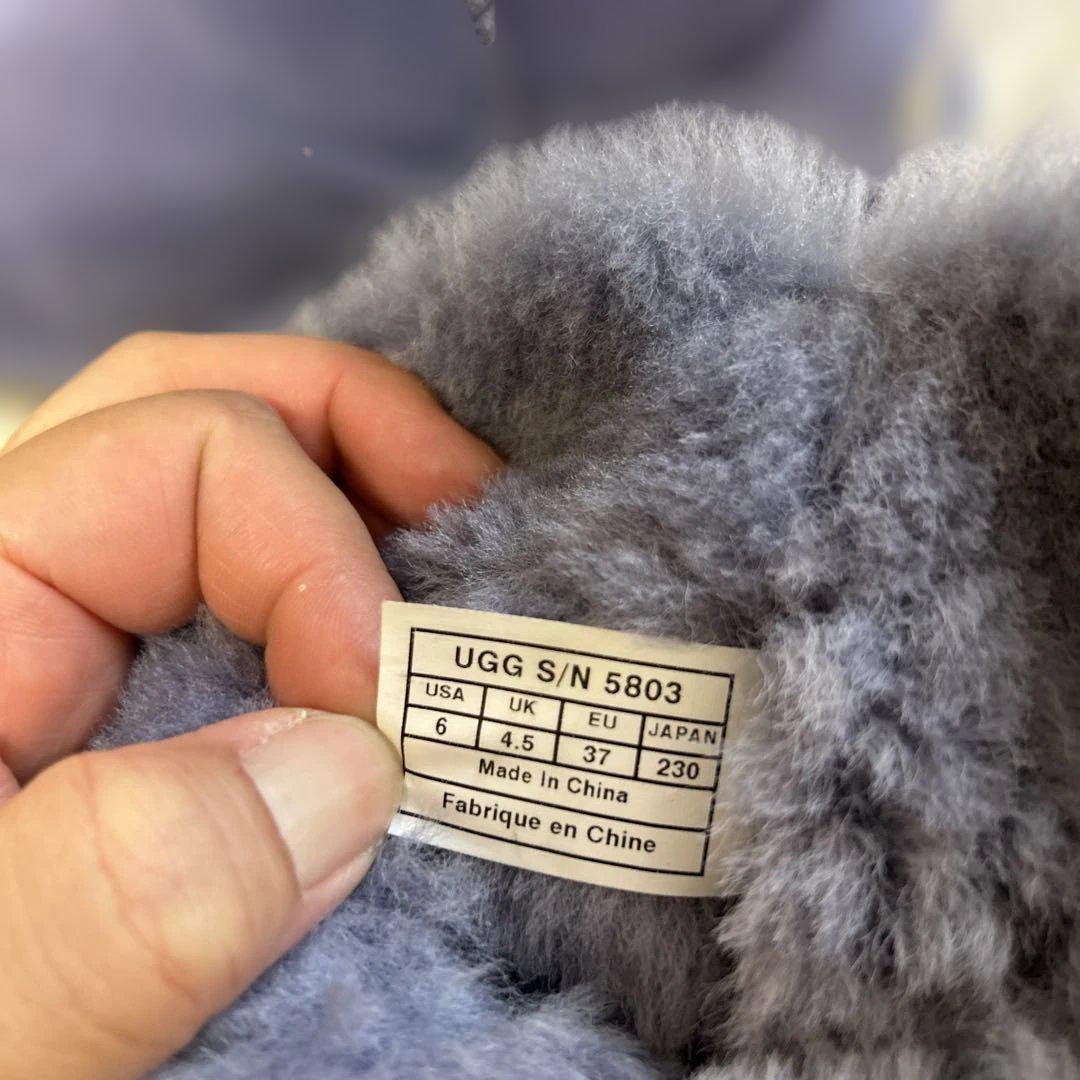 UGG S/N 5803
USA UK EU JAPAN
6 4.5 37 230
Made In China
Fabrique en Chine